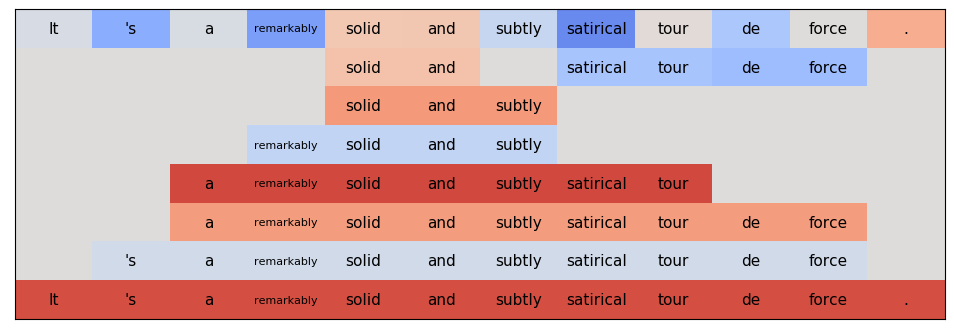 It 's a remarkably solid and subtly satirical tour de force .
solid and satirical tour de force
solid and subtly
remarkably solid and subtly
a remarkably solid and subtly satirical tour
a remarkably solid and subtly satirical tour de force
's a remarkably solid and subtly satirical tour de force
It 's a remarkably solid and subtly satirical tour de force .